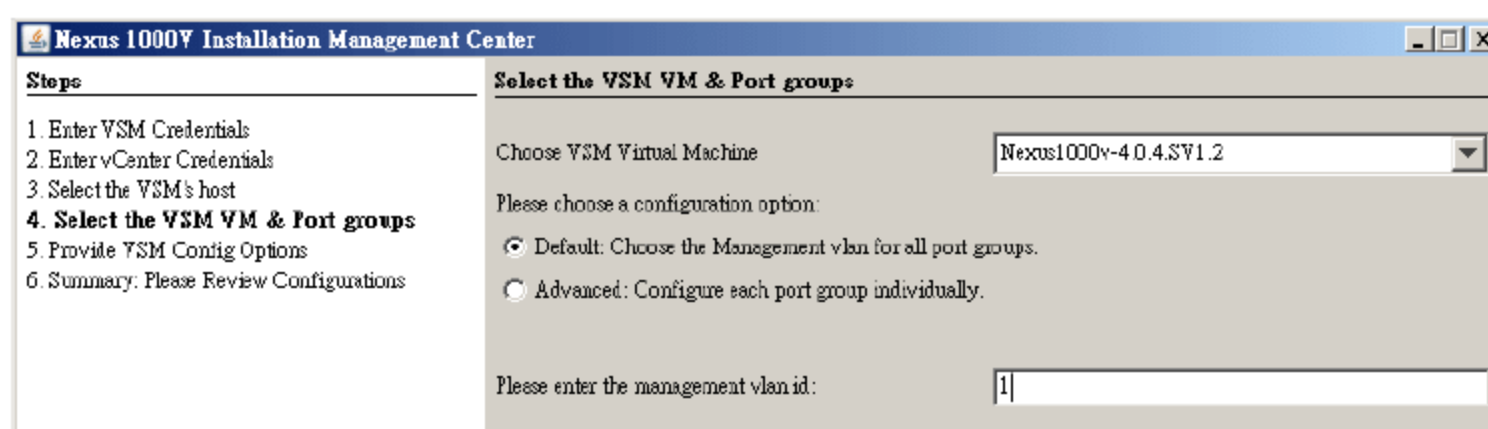 Nexus 1000V Installation Management Center
Steps
1. Enter VSM Credentials
2. Enter vCenter Credentials
3. Select the VSM's host
4. Select the VSM VM & Port groups
5. Provide VSM Config Options
6. Summary: Please Review Configurations
Select the VSM VM & Port groups
Choose VSM Virtual Machine
Nexus1000v-4.0.4.SV1.2
Please choose a configuration option:
Default: Choose the Management vlan for all port groups.
Advanced: Configure each port group individually.
Please enter the management vlan id:
1